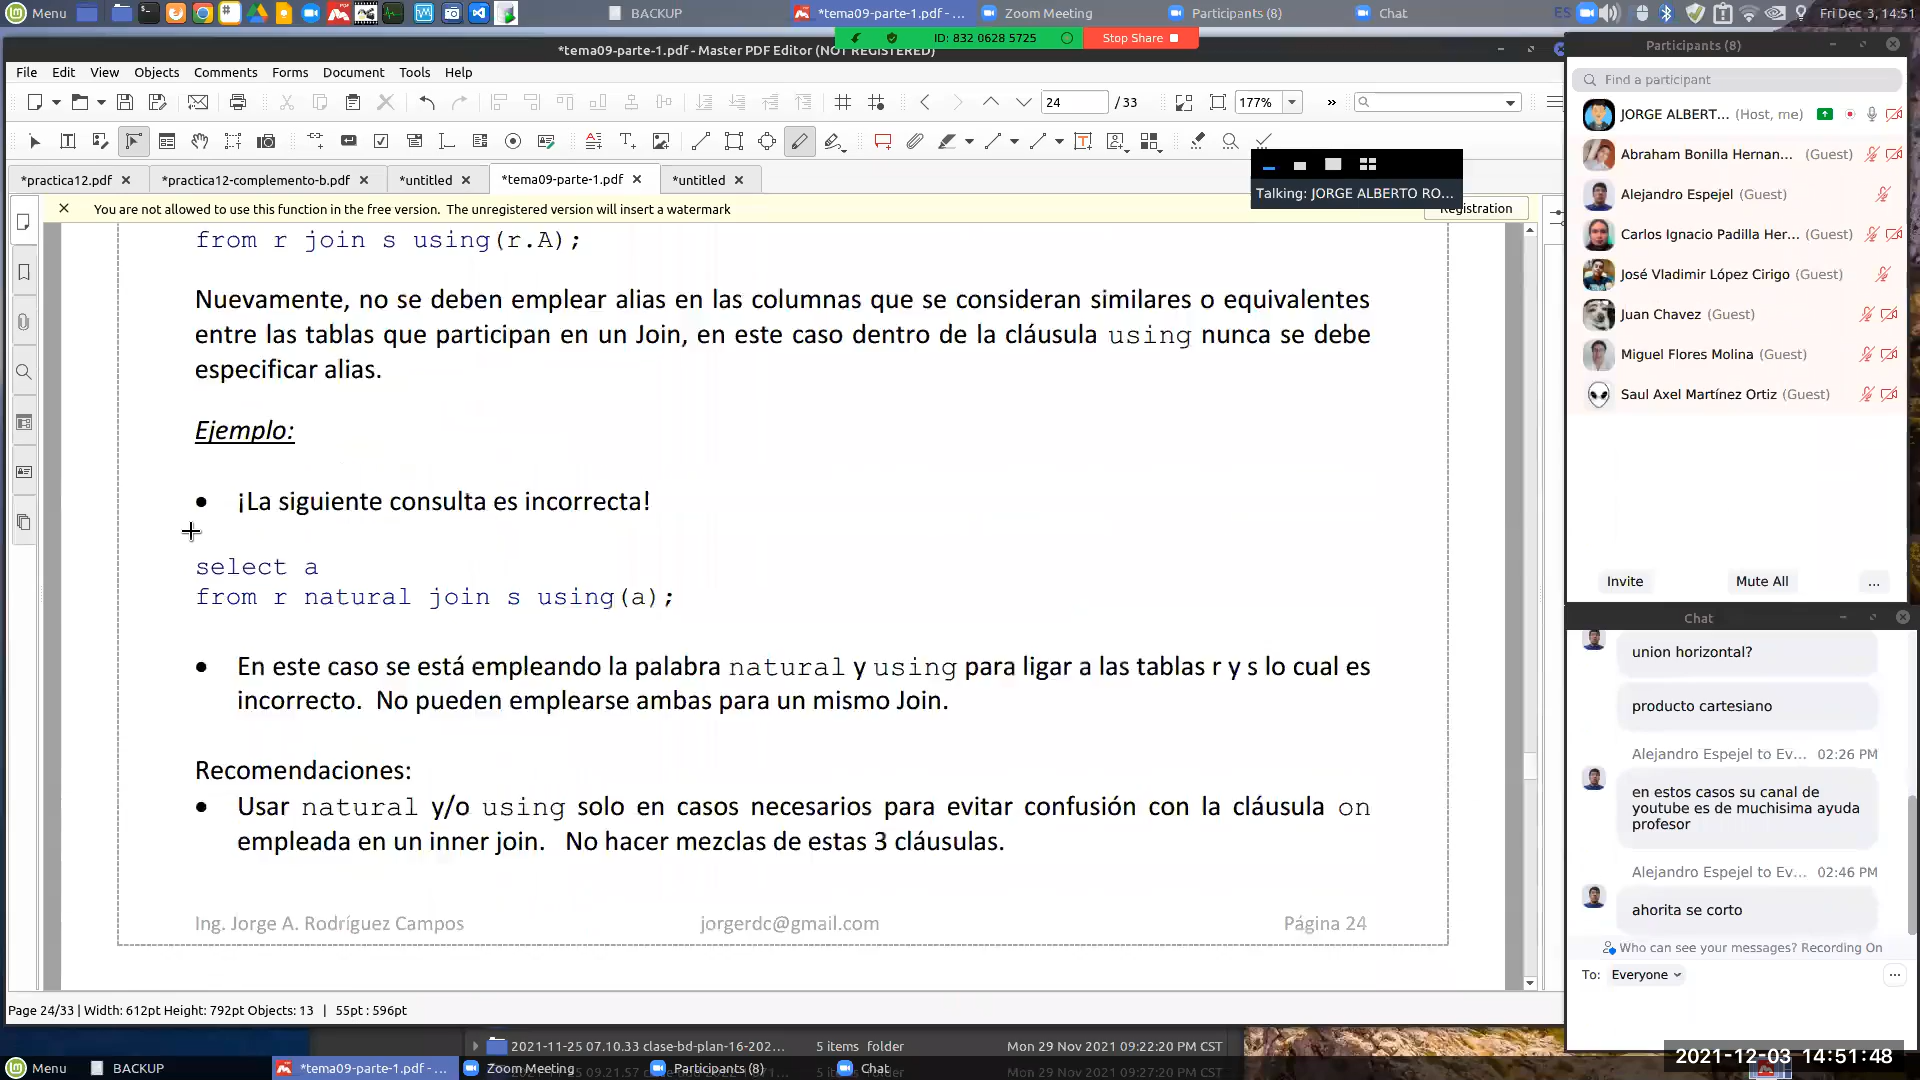 Menu
BACKUP
*tema09-parte-1.pdf - ...
Zoom Meeting
Participants (8)
Chat
ES
Fri Dec 3, 14:51
*tema09-parte-1.pdf - Master PDF Editor (NOT REGISTERED)
ID: 832 0628 5725
Stop Share
File Edit View Objects Comments Forms Document Tools Help
24 / 33
177%
*practica12.pdf
*practica12-complemento-b.pdf
*untitled
*tema09-parte-1.pdf
*untitled
Talking: JORGE ALBERTO RO...
You are not allowed to use this function in the free version. The unregistered version will insert a watermark
Registration
from r join s using(r.A);
Nuevamente, no se deben emplear alias en las columnas que se consideran similares o equivalentes
entre las tablas que participan en un Join, en este caso dentro de la cláusula using nunca se debe
especificar alias.
Ejemplo:
• ¡La siguiente consulta es incorrecta!
select a
from r natural join s using(a);
• En este caso se está empleando la palabra natural y using para ligar a las tablas r y s lo cual es
incorrecto. No pueden emplearse ambas para un mismo Join.
Recomendaciones:
• Usar natural y/o using solo en casos necesarios para evitar confusión con la cláusula on
empleada en un inner join. No hacer mezclas de estas 3 cláusulas.
Ing. Jorge A. Rodríguez Campos
jorgerdc@gmail.com
Página 24
Page 24/33 | Width: 612pt Height: 792pt Objects: 13 | 55pt : 596pt
Participants (8)
Find a participant
JORGE ALBERT... (Host, me)
Abraham Bonilla Hernan... (Guest)
Alejandro Espejel (Guest)
Carlos Ignacio Padilla Her... (Guest)
José Vladimir López Cirigo (Guest)
Juan Chavez (Guest)
Miguel Flores Molina (Guest)
Saul Axel Martínez Ortiz (Guest)
Invite
Mute All
...
Chat
union horizontal?
producto cartesiano
Alejandro Espejel to Ev... 02:26 PM
en estos casos su canal de
youtube es de muchisima ayuda
profesor
Alejandro Espejel to Ev... 02:46 PM
ahorita se corto
Who can see your messages? Recording On
To: Everyone
2021-11-25 07.10.33 clase-bd-plan-16-202... 5 items folder Mon 29 Nov 2021 09:22:20 PM CST
Menu
BACKUP
*tema09-parte-1.pdf - ...
Zoom Meeting
Participants (8)
Chat
2021-12-03 14:51:48